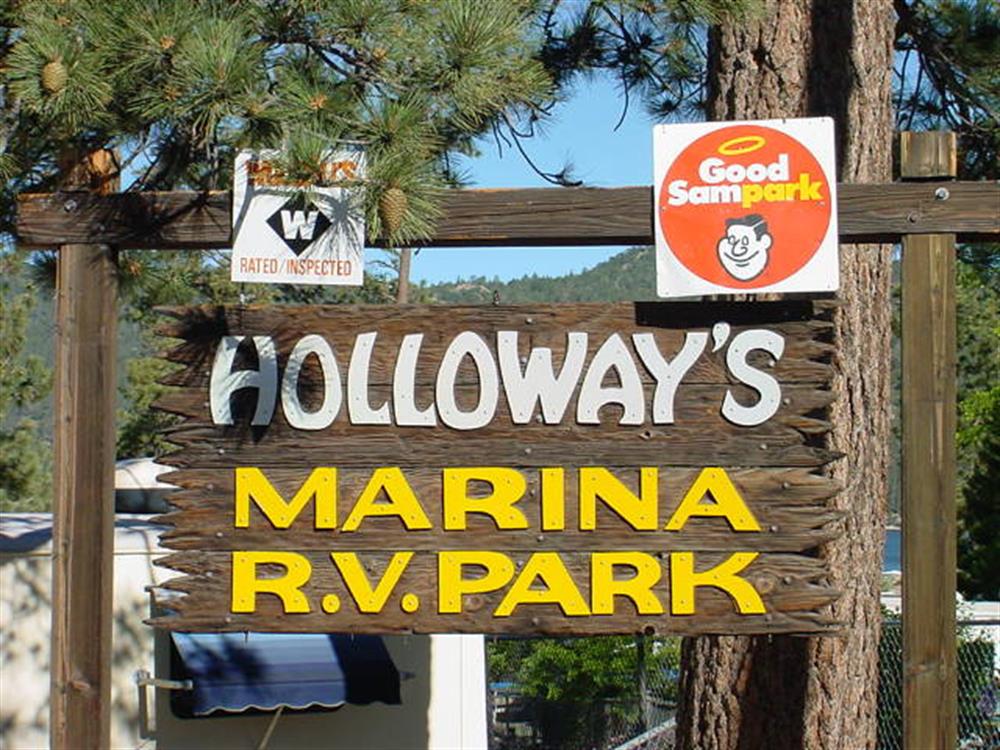 W
RATED/INSPECTED
Good
Sampark
HOLLOWAY'S
MARINA
R.V. PARK